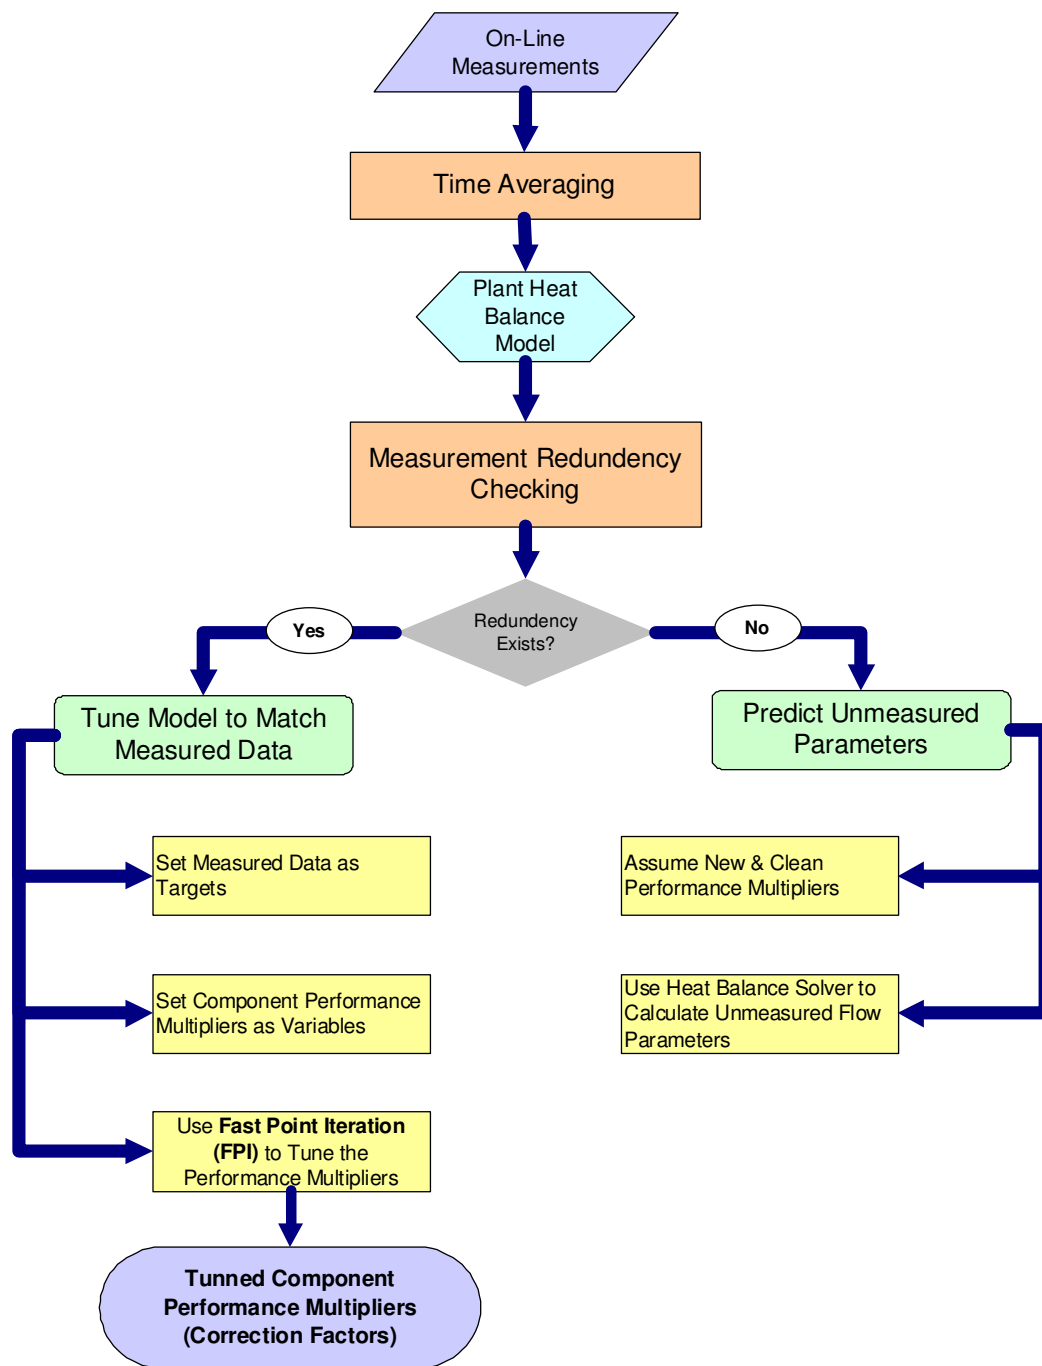 On-Line
Measurements
Time Averaging
Plant Heat
Balance
Model
Measurement Redundency
Checking
Redundency
Exists?
Yes
No
Tune Model to Match
Measured Data
Predict Unmeasured
Parameters
Set Measured Data as
Targets
Assume New & Clean
Performance Multipliers
Set Component Performance
Multipliers as Variables
Use Heat Balance Solver to
Calculate Unmeasured Flow
Parameters
Use Fast Point Iteration
(FPI) to Tune the
Performance Multipliers
Tunned Component
Performance Multipliers
(Correction Factors)